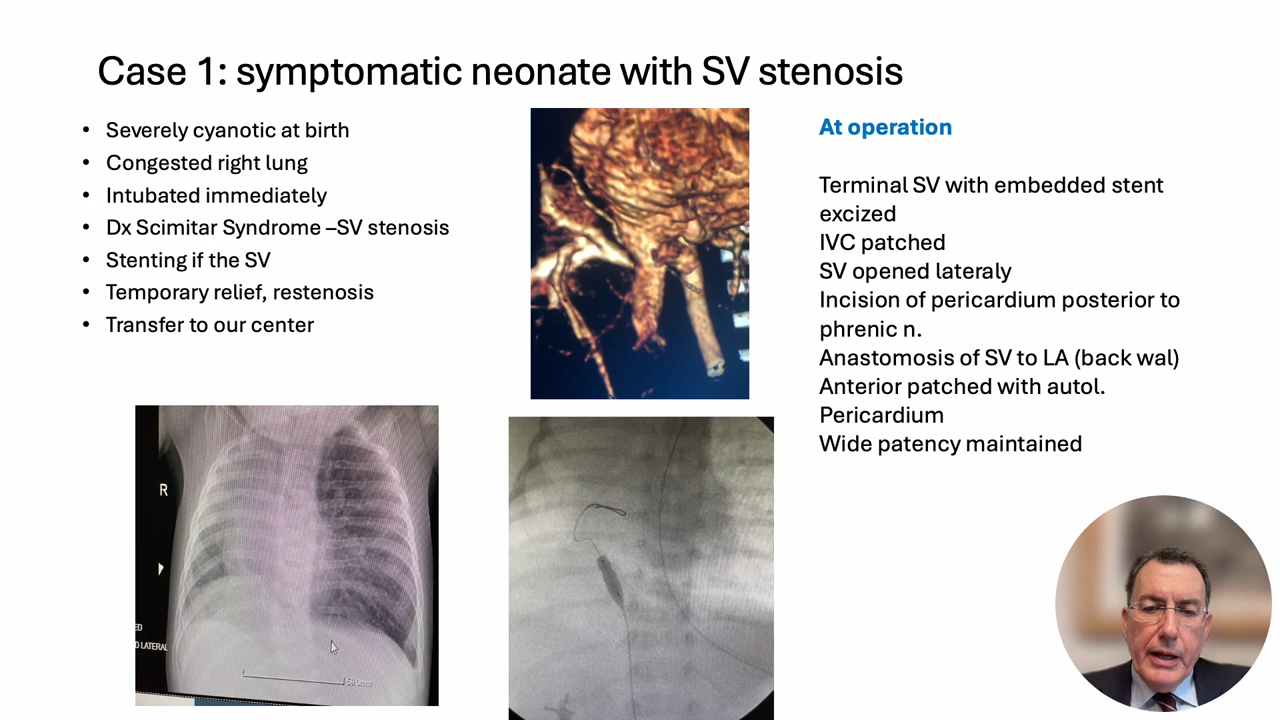 Case 1: symptomatic neonate with SV stenosis
• Severely cyanotic at birth
• Congested right lung
• Intubated immediately
• Dx Scimitar Syndrome –SV stenosis
• Stenting if the SV
• Temporary relief, restenosis
• Transfer to our center
At operation
Terminal SV with embedded stent
excized
IVC patched
SV opened lateraly
Incision of pericardium posterior to
phrenic n.
Anastomosis of SV to LA (back wal)
Anterior patched with autol.
Pericardium
Wide patency maintained
R
ED
LATERAL